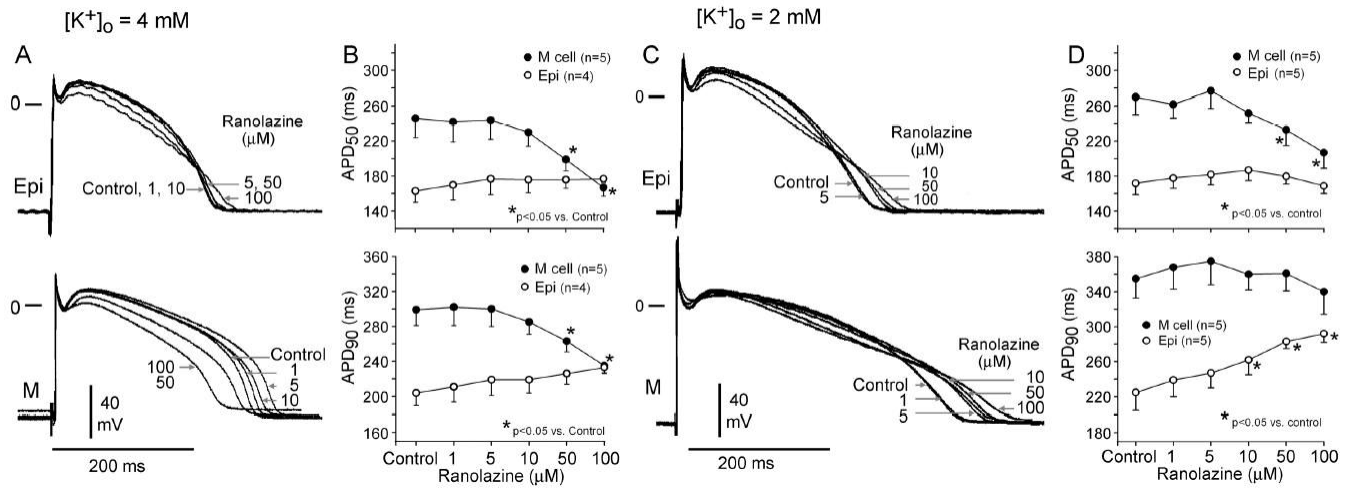 [K+]o = 4 mM
[K+]o = 2 mM
A
0
Ranolazine
(μM)
Epi
Control, 1, 10
5, 50
100
0
Control
1
5
10
100
50
M
40
mV
200 ms
B
M cell (n=5)
Epi (n=4)
APD50 (ms)
300
260
220
180
140
*
*
*p<0.05 vs. Control
M cell (n=5)
Epi (n=4)
APD90 (ms)
360
320
280
240
200
160
*
*
*p<0.05 vs. Control
Control 1 5 10 50 100
Ranolazine (μM)
C
0
Ranolazine
(μM)
Epi
Control
5
10
50
100
0
Ranolazine
(μM)
Control
1
5
10
50
100
M
40
mV
200 ms
D
M cell (n=5)
Epi (n=5)
APD50 (ms)
300
260
220
180
140
*
*
*p<0.05 vs. Control
APD90 (ms)
380
340
300
260
220
180
M cell (n=5)
Epi (n=5)
*
*
*
*p<0.05 vs. Control
Control 1 5 10 50 100
Ranolazine (μM)